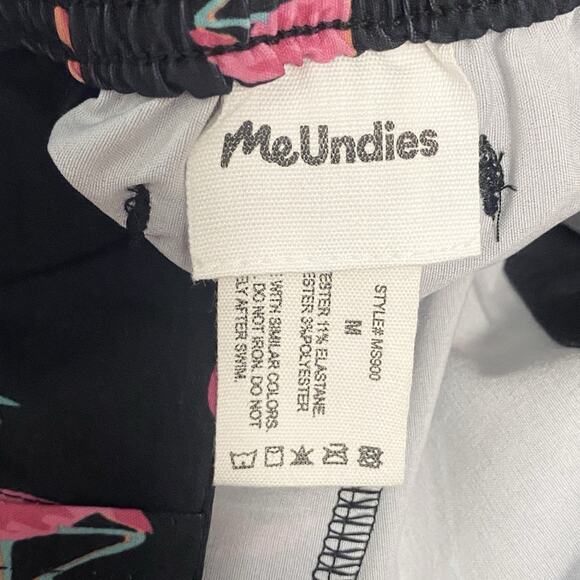 MeUndies
STYLE# MS900
M
ESTER 11% ELASTANE.
ESTER 3%POLYESTER
WITH SIMILAR COLORS.
DO NOT IRON. DO NOT
ELY AFTER SWIM.